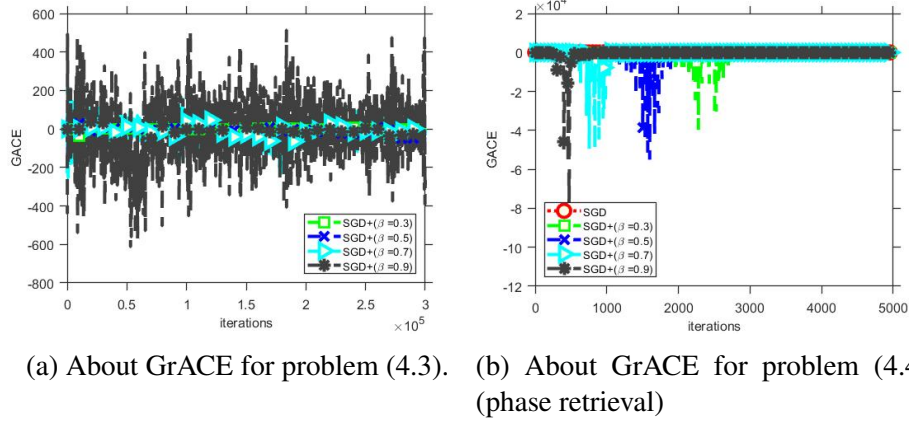 600
400
200
0
-200
-400
-600
-800
GACE
0
0.5
1
1.5
2
2.5
3
iterations
×10⁵
SGD+(β=0.3)
SGD+(β=0.5)
SGD+(β=0.7)
SGD+(β=0.9)
(a) About GrACE for problem (4.3).
2
0
-2
-4
-6
-8
-10
-12
GACE
0
1000
2000
3000
4000
5000
iterations
SGD
SGD+(β=0.3)
SGD+(β=0.5)
SGD+(β=0.7)
SGD+(β=0.9)
(b) About GrACE for problem (4.4
(phase retrieval)